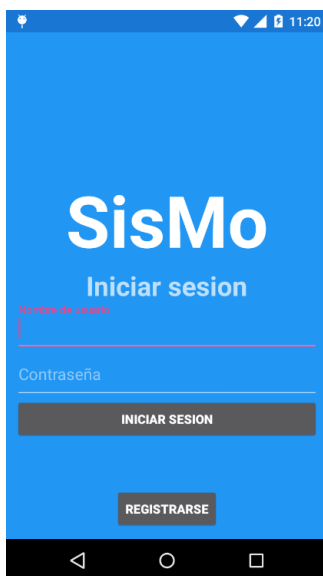 11:20
SisMo
Iniciar sesion
Nombre de usuario
Contraseña
INICIAR SESION
REGISTRARSE